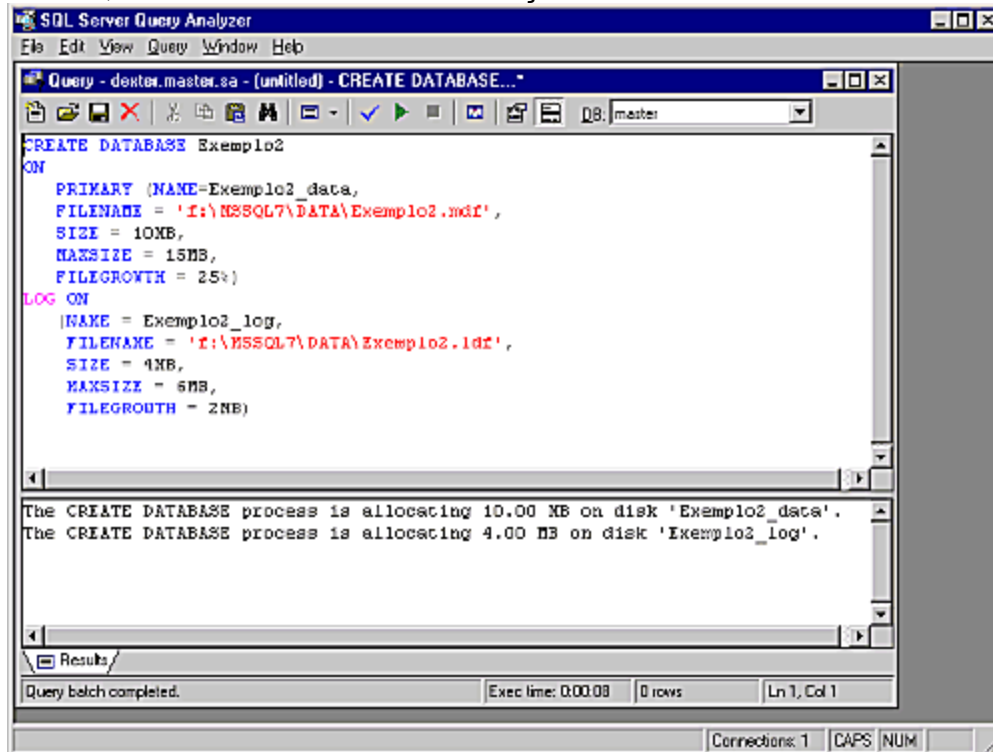 SQL Server Query Analyzer
File Edit View Query Window Help
Query - dexter.master.sa - (untitled) - CREATE DATABASE...*
DB: master
CREATE DATABASE Exemplo2
ON
PRIMARY (NAME=Exemplo2_data,
FILENAME = 'f:\MSSQL7\DATA\Exemplo2.mdf',
SIZE = 10MB,
MAXSIZE = 15MB,
FILEGROWTH = 25%)
LOG ON
(NAME = Exemplo2_log,
FILENAME = 'f:\MSSQL7\DATA\Exemplo2.ldf',
SIZE = 4MB,
MAXSIZE = 6MB,
FILEGROWTH = 2MB)
The CREATE DATABASE process is allocating 10.00 MB on disk 'Exemplo2_data'.
The CREATE DATABASE process is allocating 4.00 MB on disk 'Exemplo2_log'.
Results
Query batch completed. Exec time: 0:00:08 0 rows Ln 1, Col 1
Connections: 1 CAPS NUM